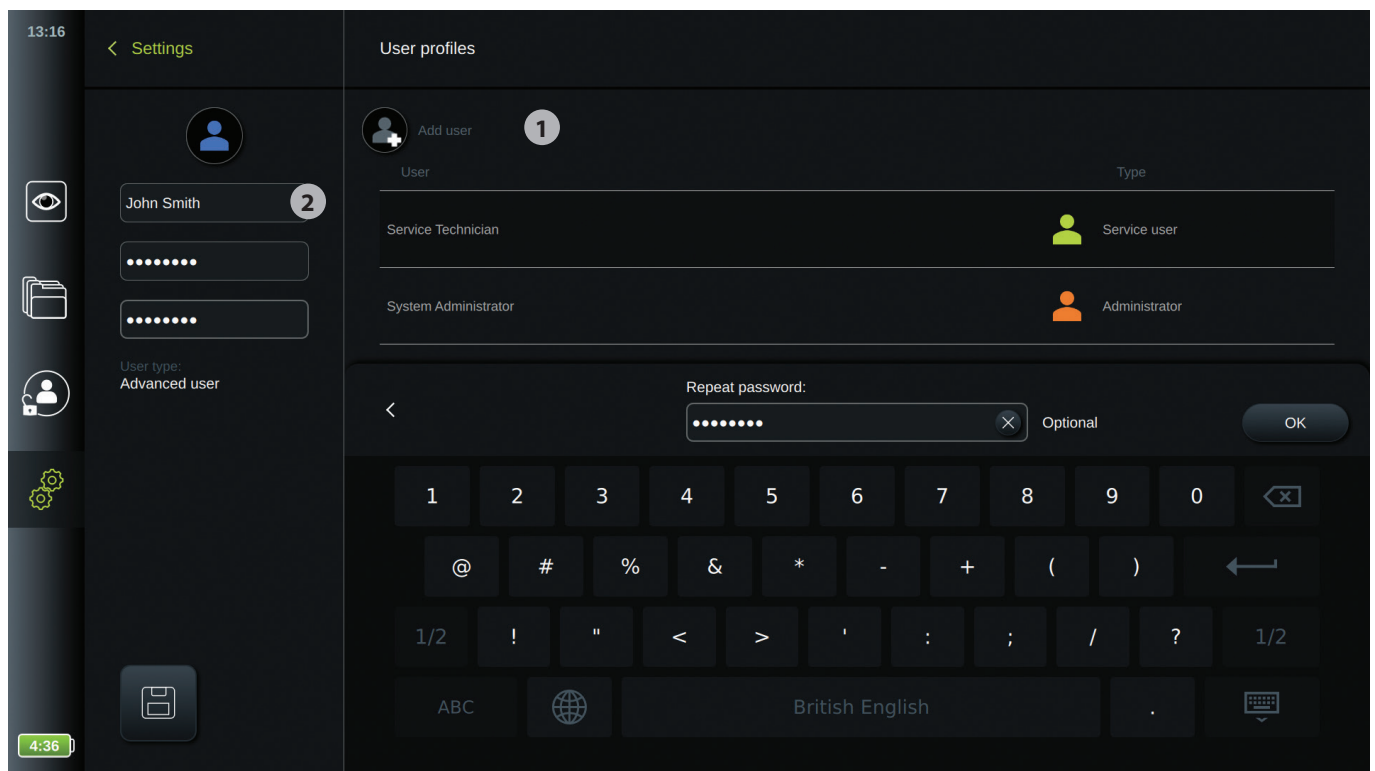 13:16
Settings
User profiles
Add user
1
User
Type
John Smith
2
Service Technician
Service user
••••••••
System Administrator
Administrator
••••••••
User type:
Advanced user
Repeat password:
••••••••
Optional
OK
1 2 3 4 5 6 7 8 9 0
@ # % & * - + ( )
1/2 ! " < > ' : ; / ? 1/2
ABC British English .
4:36